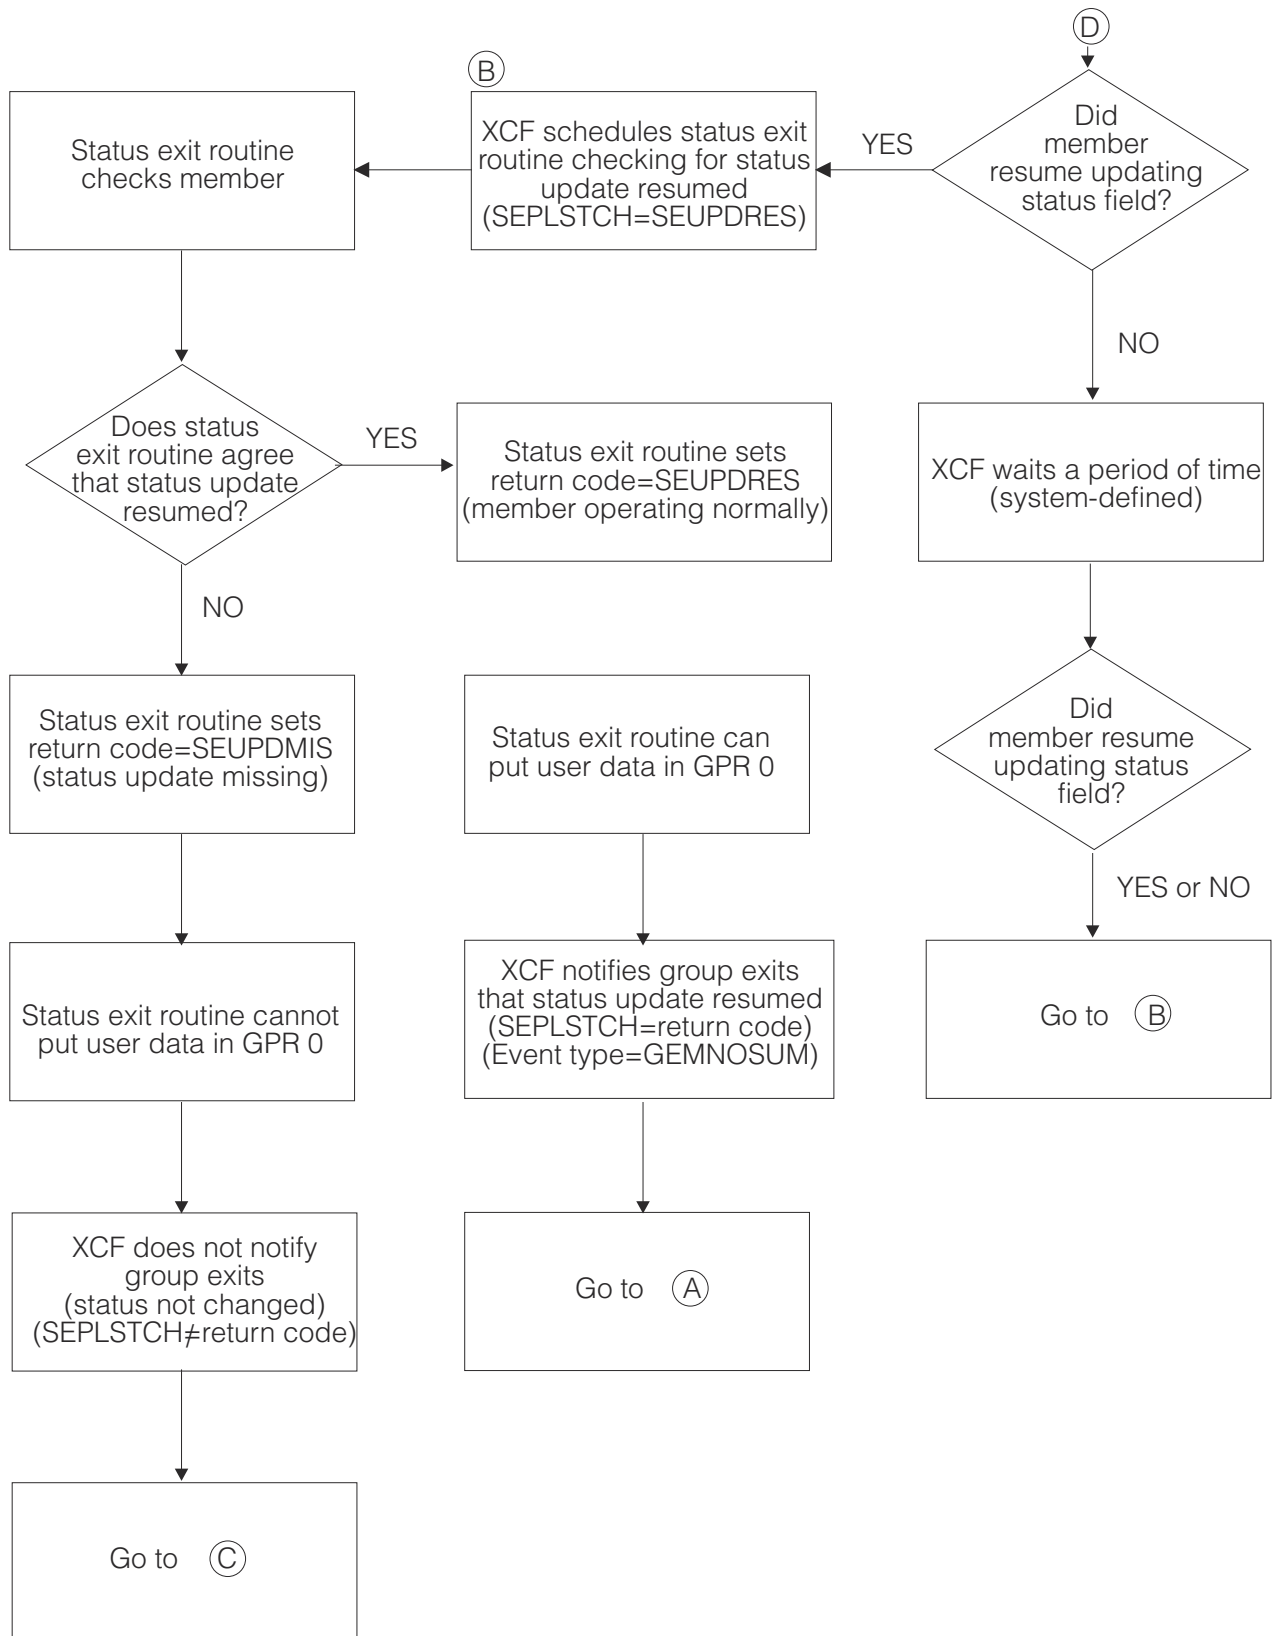 D
Did
member
resume updating
status field?
YES
B
XCF schedules status exit
routine checking for status
update resumed
(SEPLSTCH=SEUPDRES)
Status exit routine
checks member
Does status
exit routine agree
that status update
resumed?
YES
Status exit routine sets
return code=SEUPDRES
(member operating normally)
NO
Status exit routine sets
return code=SEUPDMIS
(status update missing)
Status exit routine cannot
put user data in GPR 0
XCF does not notify
group exits
(status not changed)
(SEPLSTCH≠return code)
Go to C
Status exit routine can
put user data in GPR 0
XCF notifies group exits
that status update resumed
(SEPLSTCH=return code)
(Event type=GEMNOSUM)
Go to A
NO
XCF waits a period of time
(system-defined)
Did
member resume
updating status
field?
YES or NO
Go to B